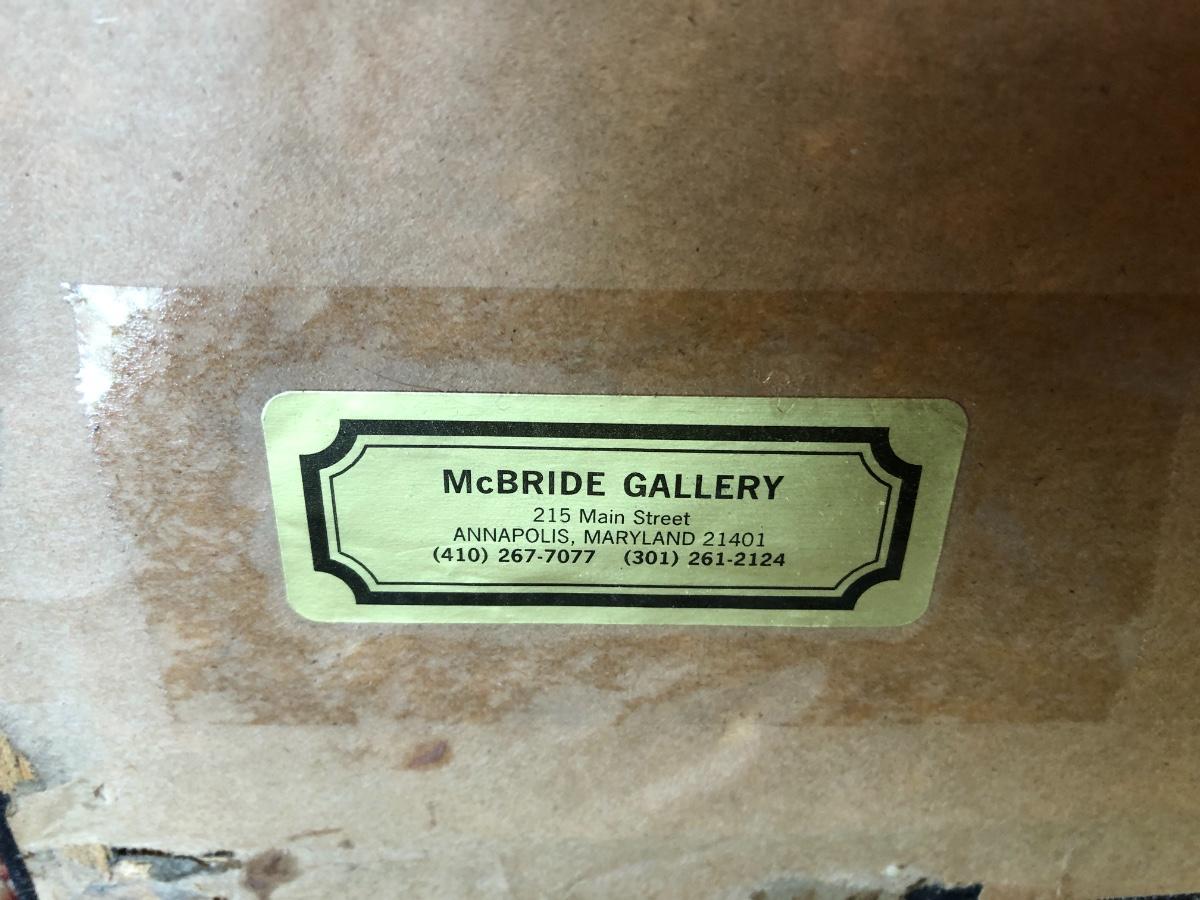 McBRIDE GALLERY
215 Main Street
ANNAPOLIS, MARYLAND 21401
(410) 267-7077 (301) 261-2124